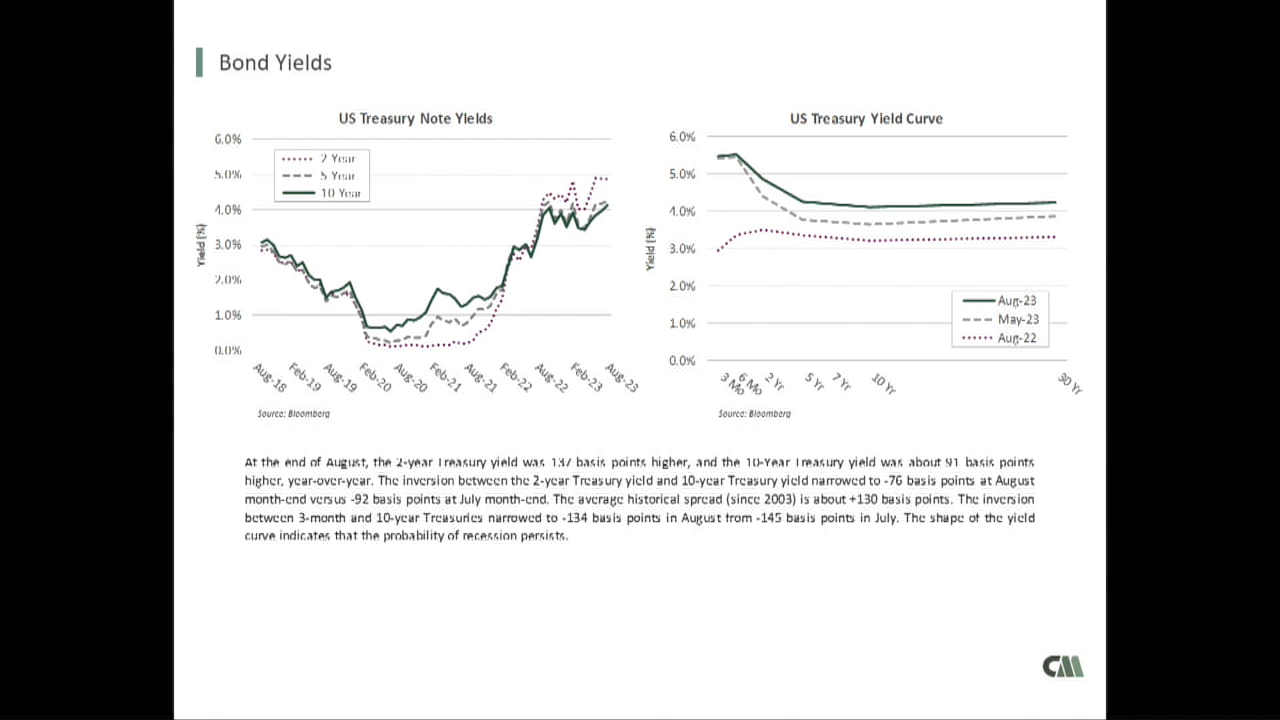 Bond Yields
US Treasury Note Yields
6.0%
5.0%
4.0%
3.0%
2.0%
1.0%
0.0%
Yield (%)
2 Year
5 Year
10 Year
Aug-18
Feb-19
Aug-19
Feb-20
Aug-20
Feb-21
Aug-21
Feb-22
Aug-22
Feb-23
Aug-23
Source: Bloomberg
US Treasury Yield Curve
6.0%
5.0%
4.0%
3.0%
2.0%
1.0%
0.0%
Yield (%)
Aug-23
May-23
Aug-22
3 Mo
6 Mo
2 Yr
5 Yr
7 Yr
10 Yr
30 Yr
Source: Bloomberg
At the end of August, the 2-year Treasury yield was 137 basis points higher, and the 10-Year Treasury yield was about 91 basis points
higher, year-over-year. The inversion between the 2-year Treasury yield and 10-year Treasury yield narrowed to -76 basis points at August
month-end versus -92 basis points at July month-end. The average historical spread (since 2003) is about +130 basis points. The inversion
between 3-month and 10-year Treasuries narrowed to -134 basis points in August from -145 basis points in July. The shape of the yield
curve indicates that the probability of recession persists.
CM